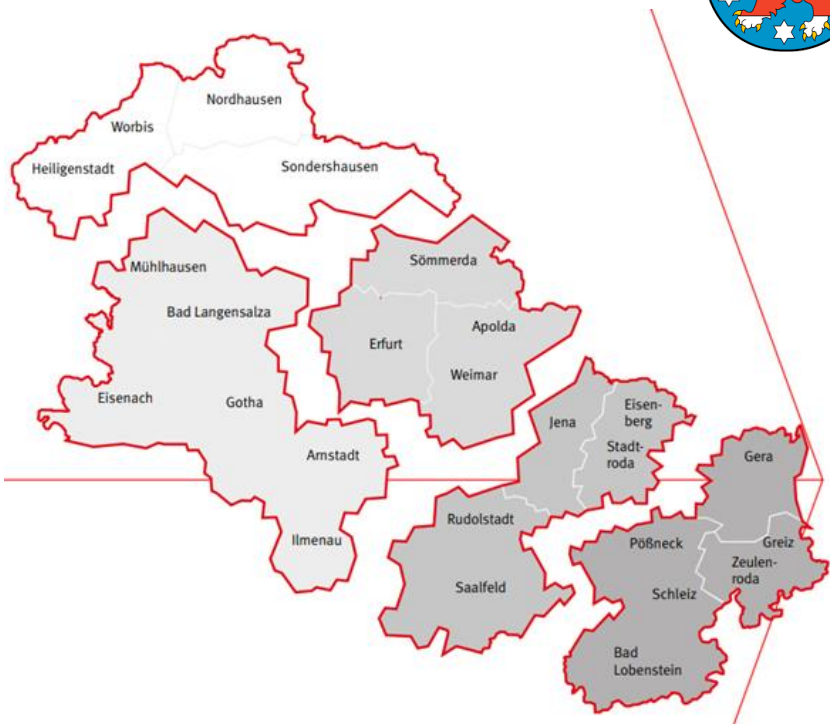 Nordhausen
Worbis
Heiligenstadt
Sondershausen
Mühlhausen
Bad Langensalza
Eisenach
Gotha
Arnstadt
Ilmenau
Sömmerda
Erfurt
Apolda
Weimar
Jena
Eisen-
berg
Stadt-
roda
Rudolstadt
Saalfeld
Gera
Greiz
Zeulen-
roda
Pößneck
Schleiz
Bad
Lobenstein